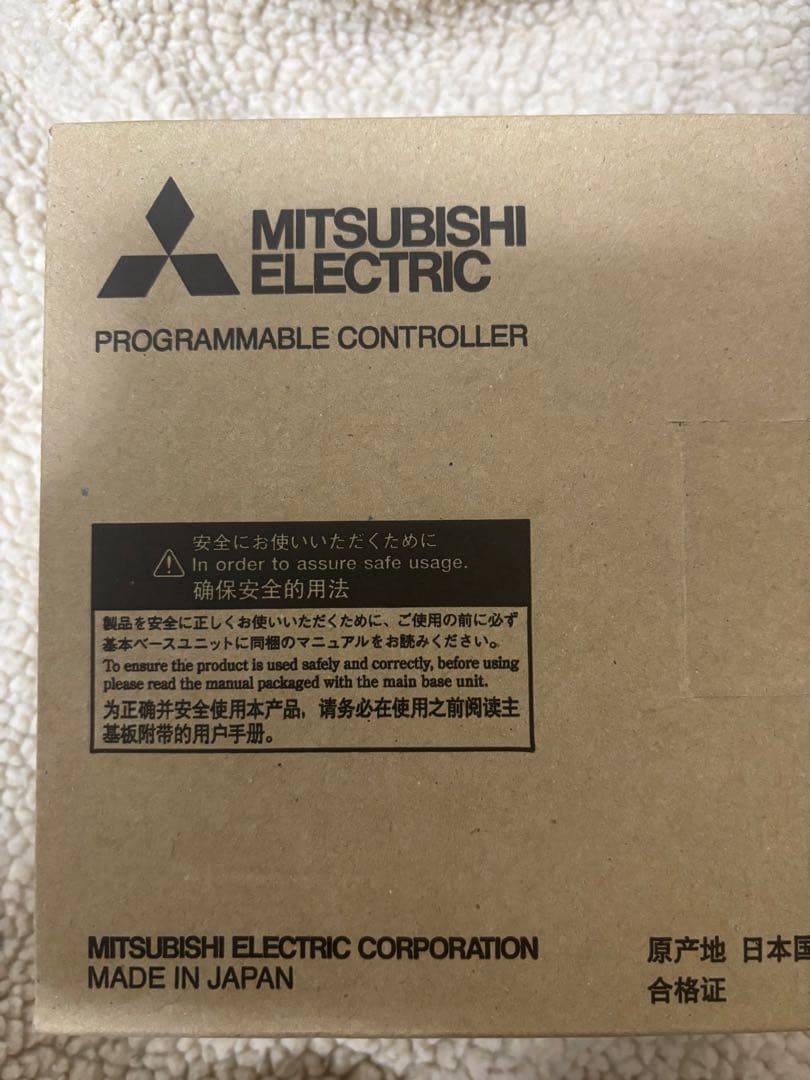 MITSUBISHI
ELECTRIC
PROGRAMMABLE CONTROLLER
安全にお使いいただくために
In order to assure safe usage.
确保安全的用法
製品を安全に正しくお使いいただくために、ご使用の前に必ず
基本ベースユニットに同梱のマニュアルをお読みください。
To ensure the product is used safely and correctly, before using
please read the manual packaged with the main base unit.
为正确并安全使用本产品，请务必在使用之前阅读主
基板附带的用户手册。
MITSUBISHI ELECTRIC CORPORATION
MADE IN JAPAN
原产地 日本国
合格证